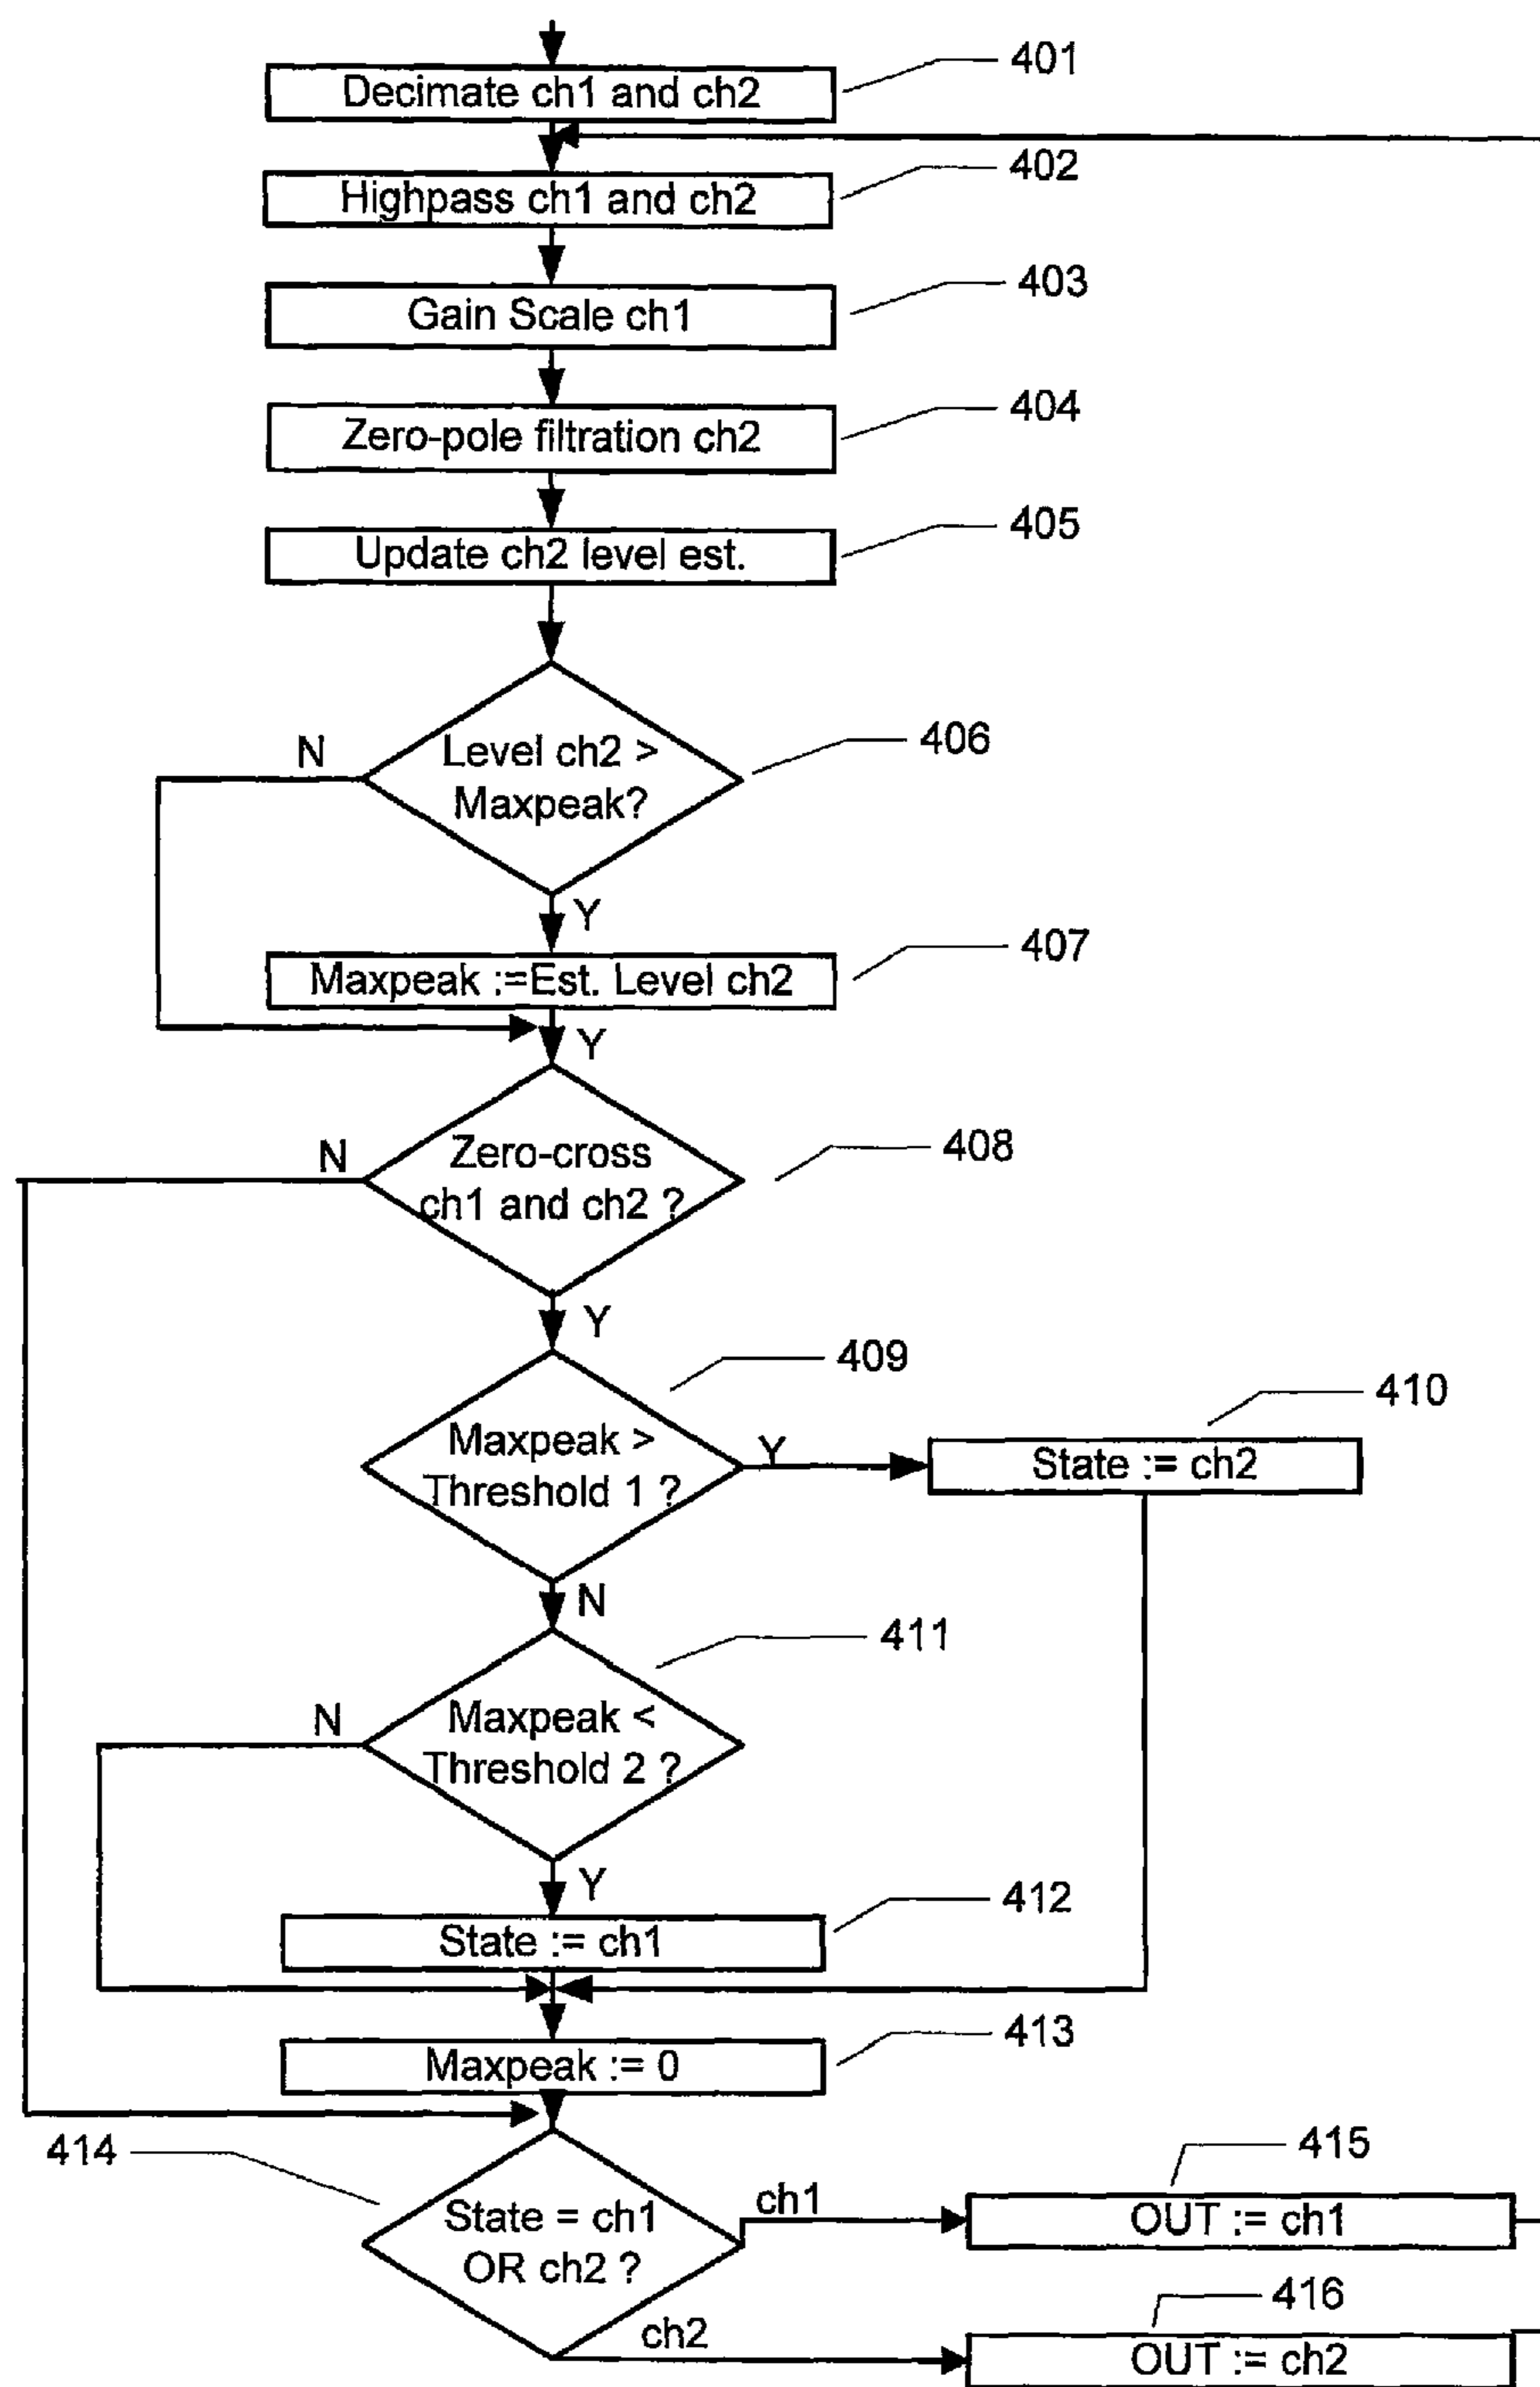 401
Decimate ch1 and ch2
402
Highpass ch1 and ch2
403
Gain Scale ch1
404
Zero-pole filtration ch2
405
Update ch2 level est.
406
N
Level ch2 >
Maxpeak?
Y
407
Maxpeak :=Est. Level ch2
Y
408
N
Zero-cross
ch1 and ch2 ?
Y
409
410
Maxpeak >
Threshold 1 ?
Y
State := ch2
N
411
N
Maxpeak <
Threshold 2 ?
Y
412
State := ch1
413
Maxpeak := 0
414
415
State = ch1
OR ch2 ?
ch1
OUT := ch1
416
ch2
OUT := ch2